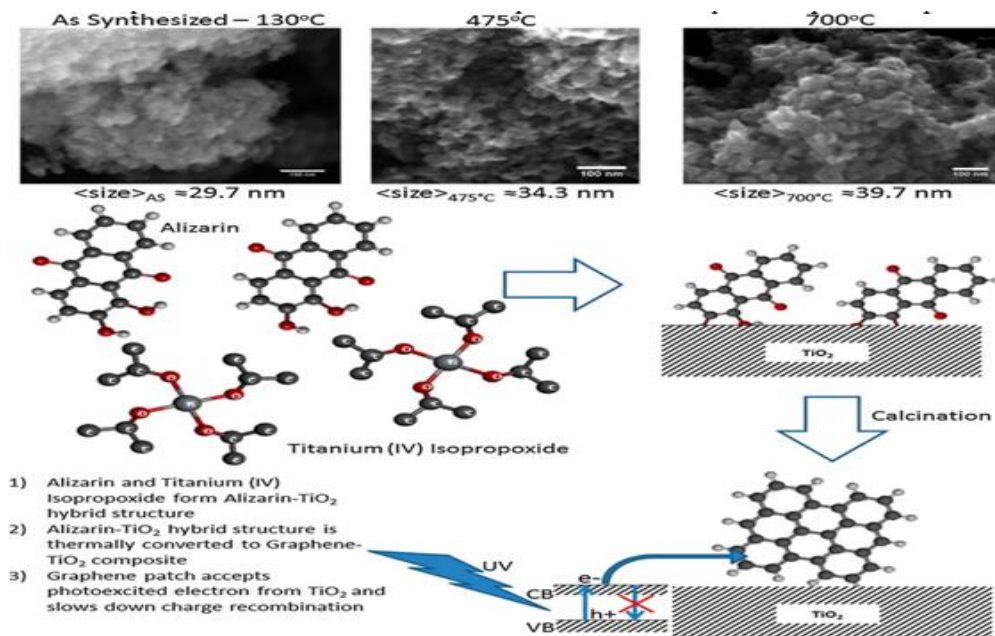 As Synthesized – 130°C
475°C
700°C
100 nm
100 nm
<size>AS ≈29.7 nm
<size>475°C ≈34.3 nm
<size>700°C ≈39.7 nm
Alizarin
Titanium (IV) Isopropoxide
TiO₂
Calcination
1) Alizarin and Titanium (IV)
Isopropoxide form Alizarin-TiO₂
hybrid structure
2) Alizarin-TiO₂ hybrid structure is
thermally converted to Graphene-
TiO₂ composite
3) Graphene patch accepts
photoexcited electron from TiO₂ and
slows down charge recombination
UV
CB
e-
h+
VB
TiO₂